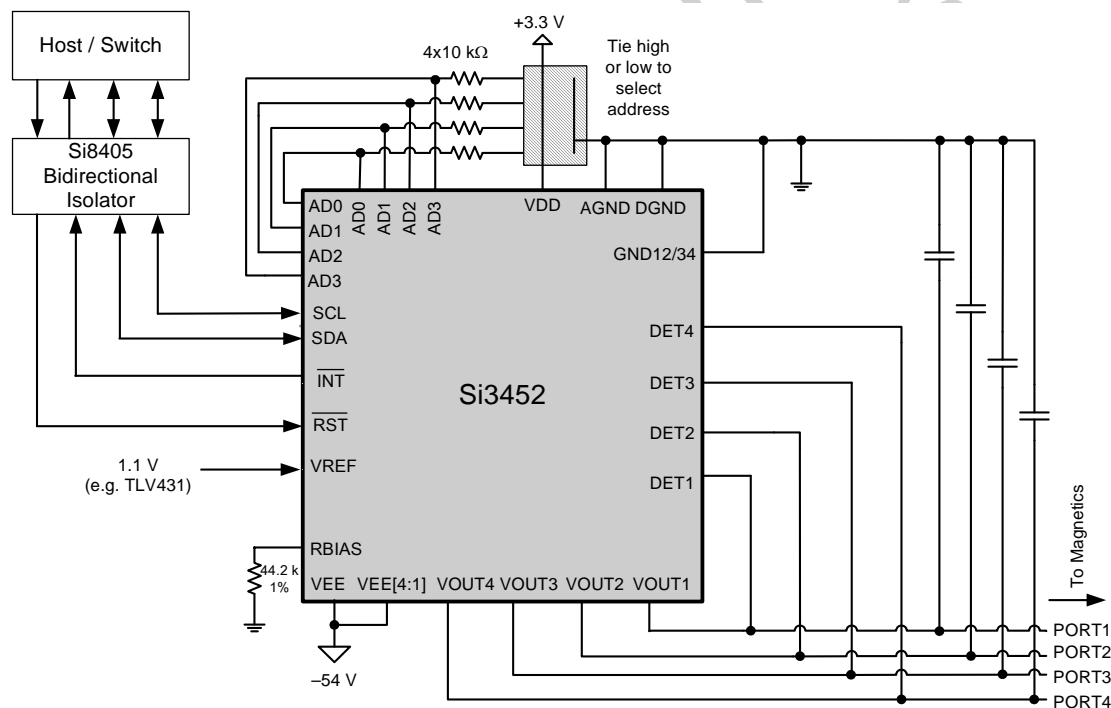 Host / Switch
Si8405
Bidirectional
Isolator
4x10 kΩ
+3.3 V
Tie high
or low to
select
address
AD0
AD1
AD2
AD3
AD0
AD1
AD2
AD3
VDD
AGND
DGND
GND12/34
SCL
SDA
INT
RST
VREF
RBIAS
1.1 V
(e.g. TLV431)
44.2 k
1%
Si3452
DET4
DET3
DET2
DET1
VEE
VEE[4:1]
VOUT4
VOUT3
VOUT2
VOUT1
–54 V
To Magnetics
PORT1
PORT2
PORT3
PORT4